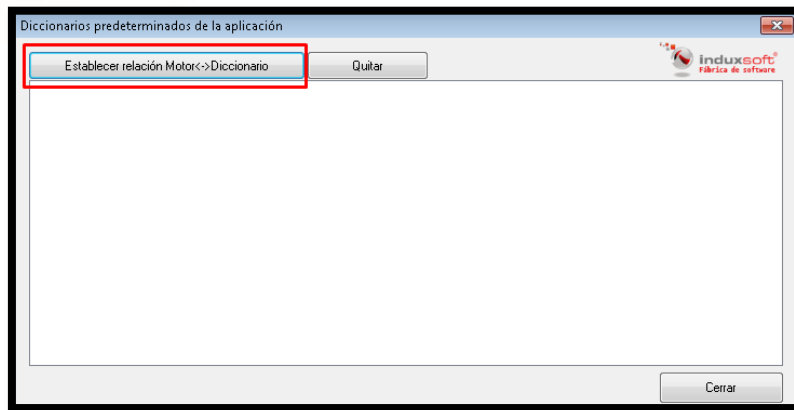 Diccionarios predeterminados de la aplicación
Establecer relación Motor<->Diccionario
Quitar
induxsoft®
Fábrica de software
Cerrar